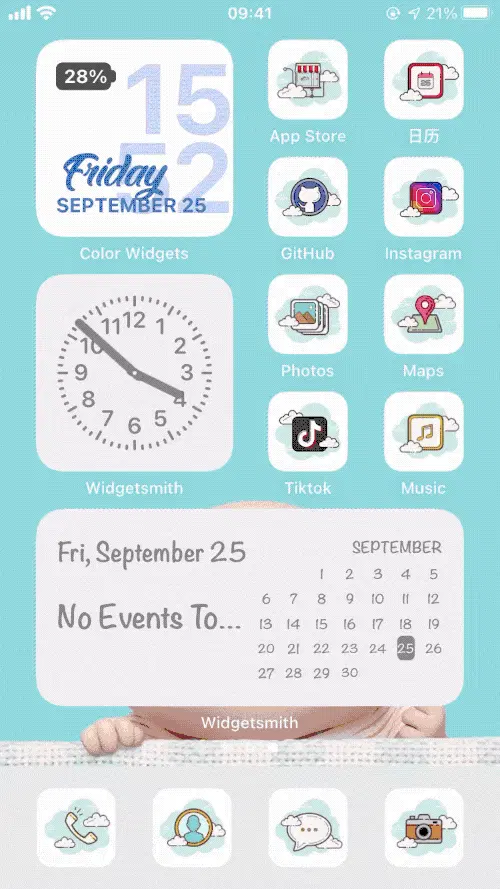 09:41
21%
28%
15
52
Friday
SEPTEMBER 25
Color Widgets
App Store
日历
GitHub
Instagram
12
1
2
3
4
5
6
7
8
9
10
11
Widgetsmith
Photos
Maps
Tiktok
Music
Fri, September 25
No Events To...
SEPTEMBER
1 2 3 4 5
6 7 8 9 10 11 12
13 14 15 16 17 18 19
20 21 22 23 24 25 26
27 28 29 30
Widgetsmith